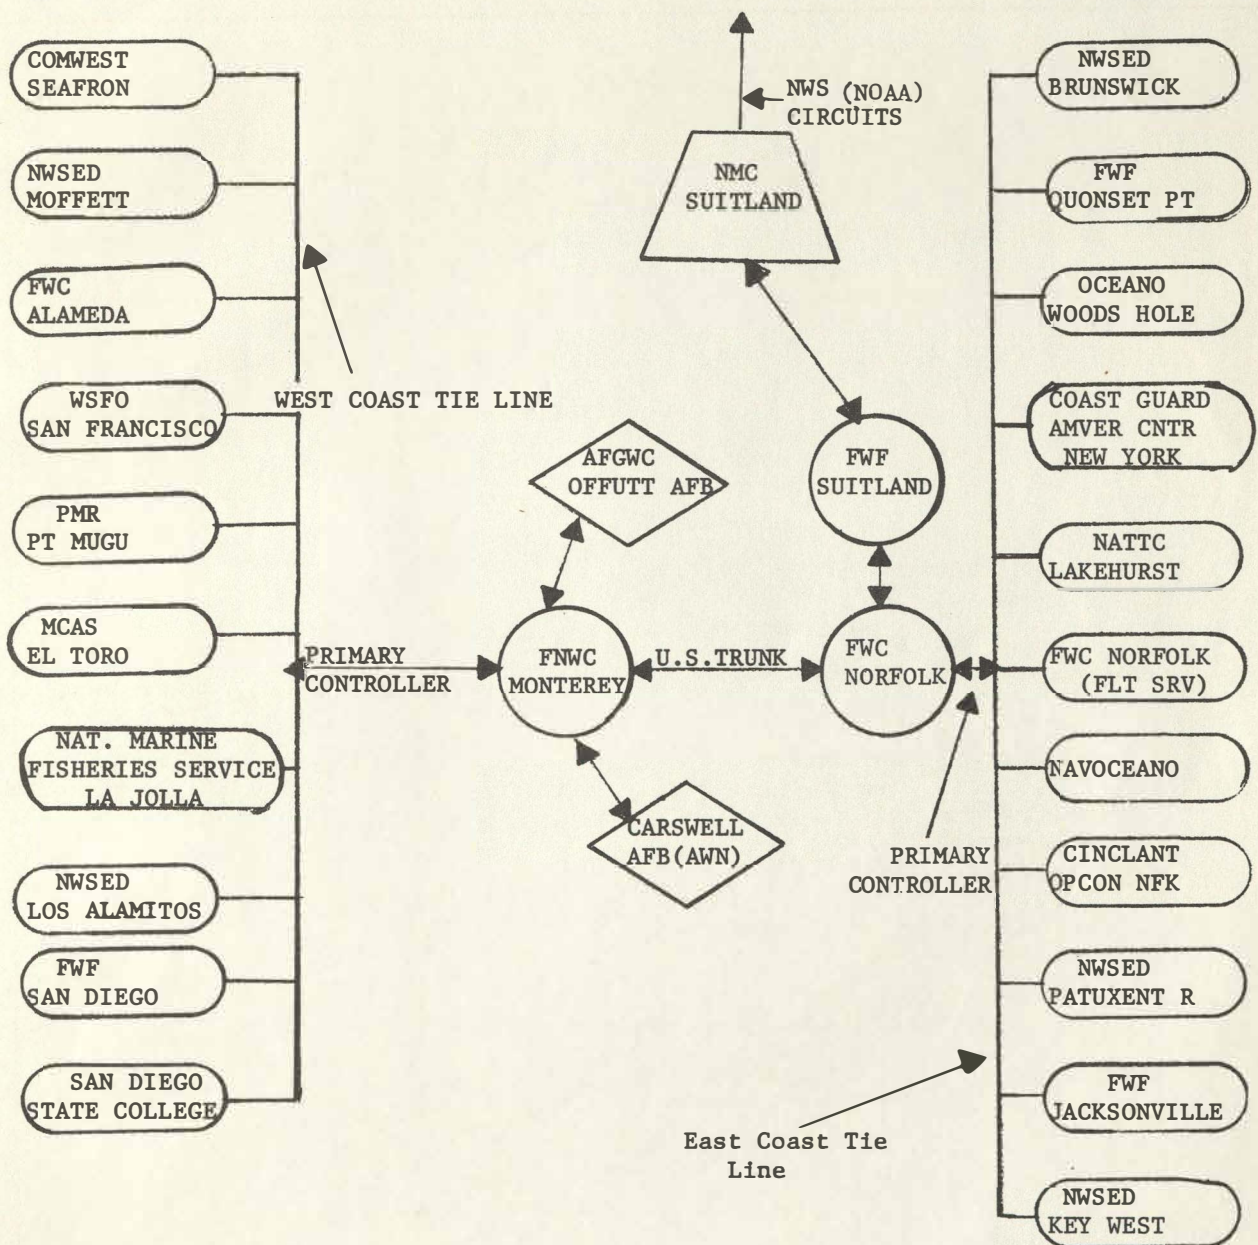 COMWEST
SEAFRON
NWSED
MOFFETT
FWC
ALAMEDA
WSFO
SAN FRANCISCO
PMR
PT MUGU
MCAS
EL TORO
NAT. MARINE
FISHERIES SERVICE
LA JOLLA
NWSED
LOS ALAMITOS
FWF
SAN DIEGO
SAN DIEGO
STATE COLLEGE
WEST COAST TIE LINE
PRIMARY
CONTROLLER
NWS (NOAA)
CIRCUITS
NMC
SUITLAND
AFGWC
OFFUTT AFB
FWF
SUITLAND
FNWC
MONTEREY
U.S.TRUNK
FWC
NORFOLK
CARSWELL
AFB(AWN)
PRIMARY
CONTROLLER
East Coast Tie
Line
NWSED
BRUNSWICK
FWF
QUONSET PT
OCEANO
WOODS HOLE
COAST GUARD
AMVER CNTR
NEW YORK
NATTC
LAKEHURST
FWC NORFOLK
(FLT SRV)
NAVOCEANO
CINCLANT
OPCON NFK
NWSED
PATUXENT R
FWF
JACKSONVILLE
NWSED
KEY WEST